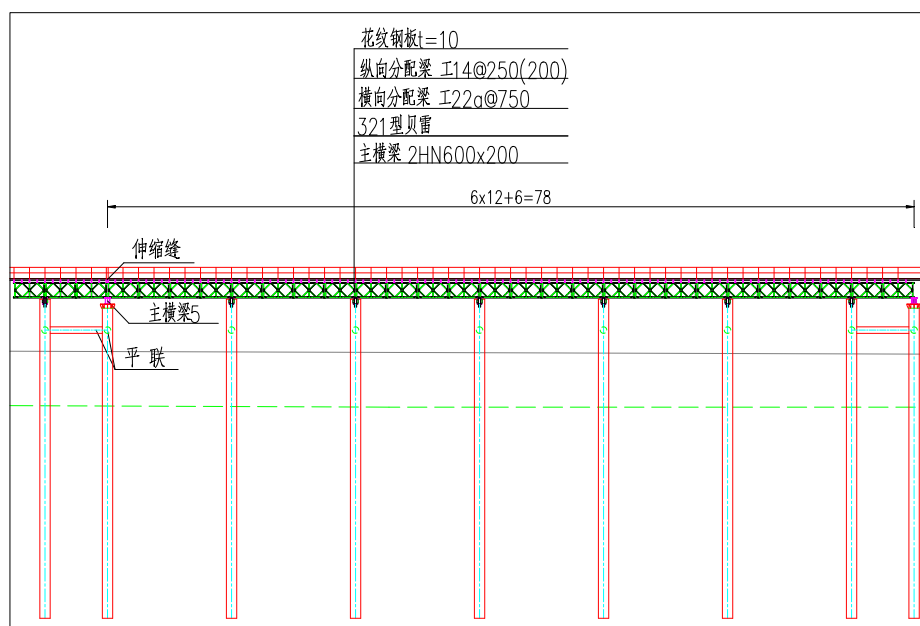 花纹钢板t=10
纵向分配梁 工14@250(200)
横向分配梁 工22a@750
321型贝雷
主横梁 2HN600x200
6x12+6=78
伸缩缝
主横梁5
平 联